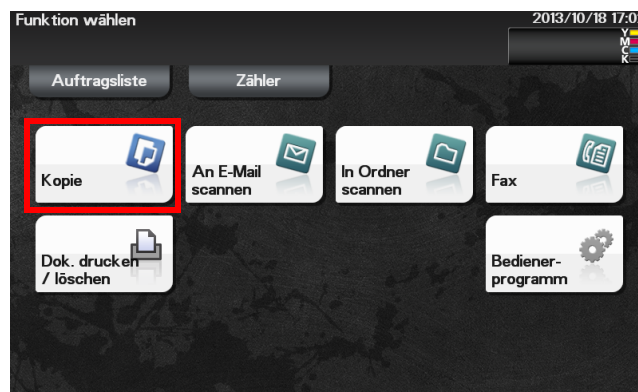 Funktion wählen
2013/10/18 17:0
Y
M
C
K
Auftragsliste
Zähler
Kopie
An E-Mail
scannen
In Ordner
scannen
Fax
Dok. drucken
/ löschen
Bediener-
programm